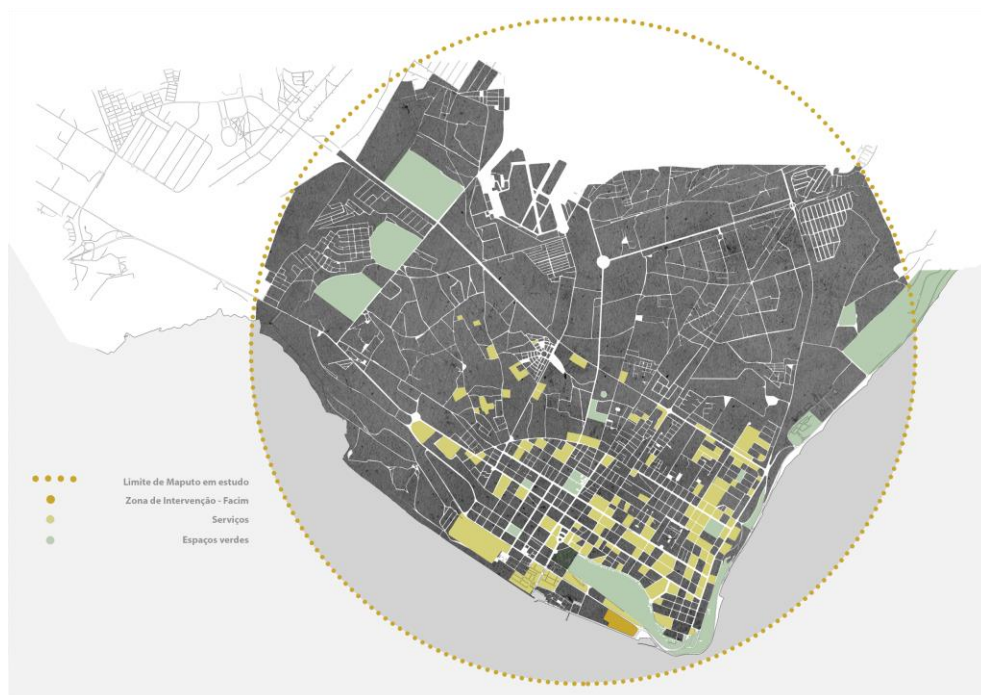 Limite de Maputo em estudo
Zona de Intervenção - Facim
Serviços
Espaços verdes